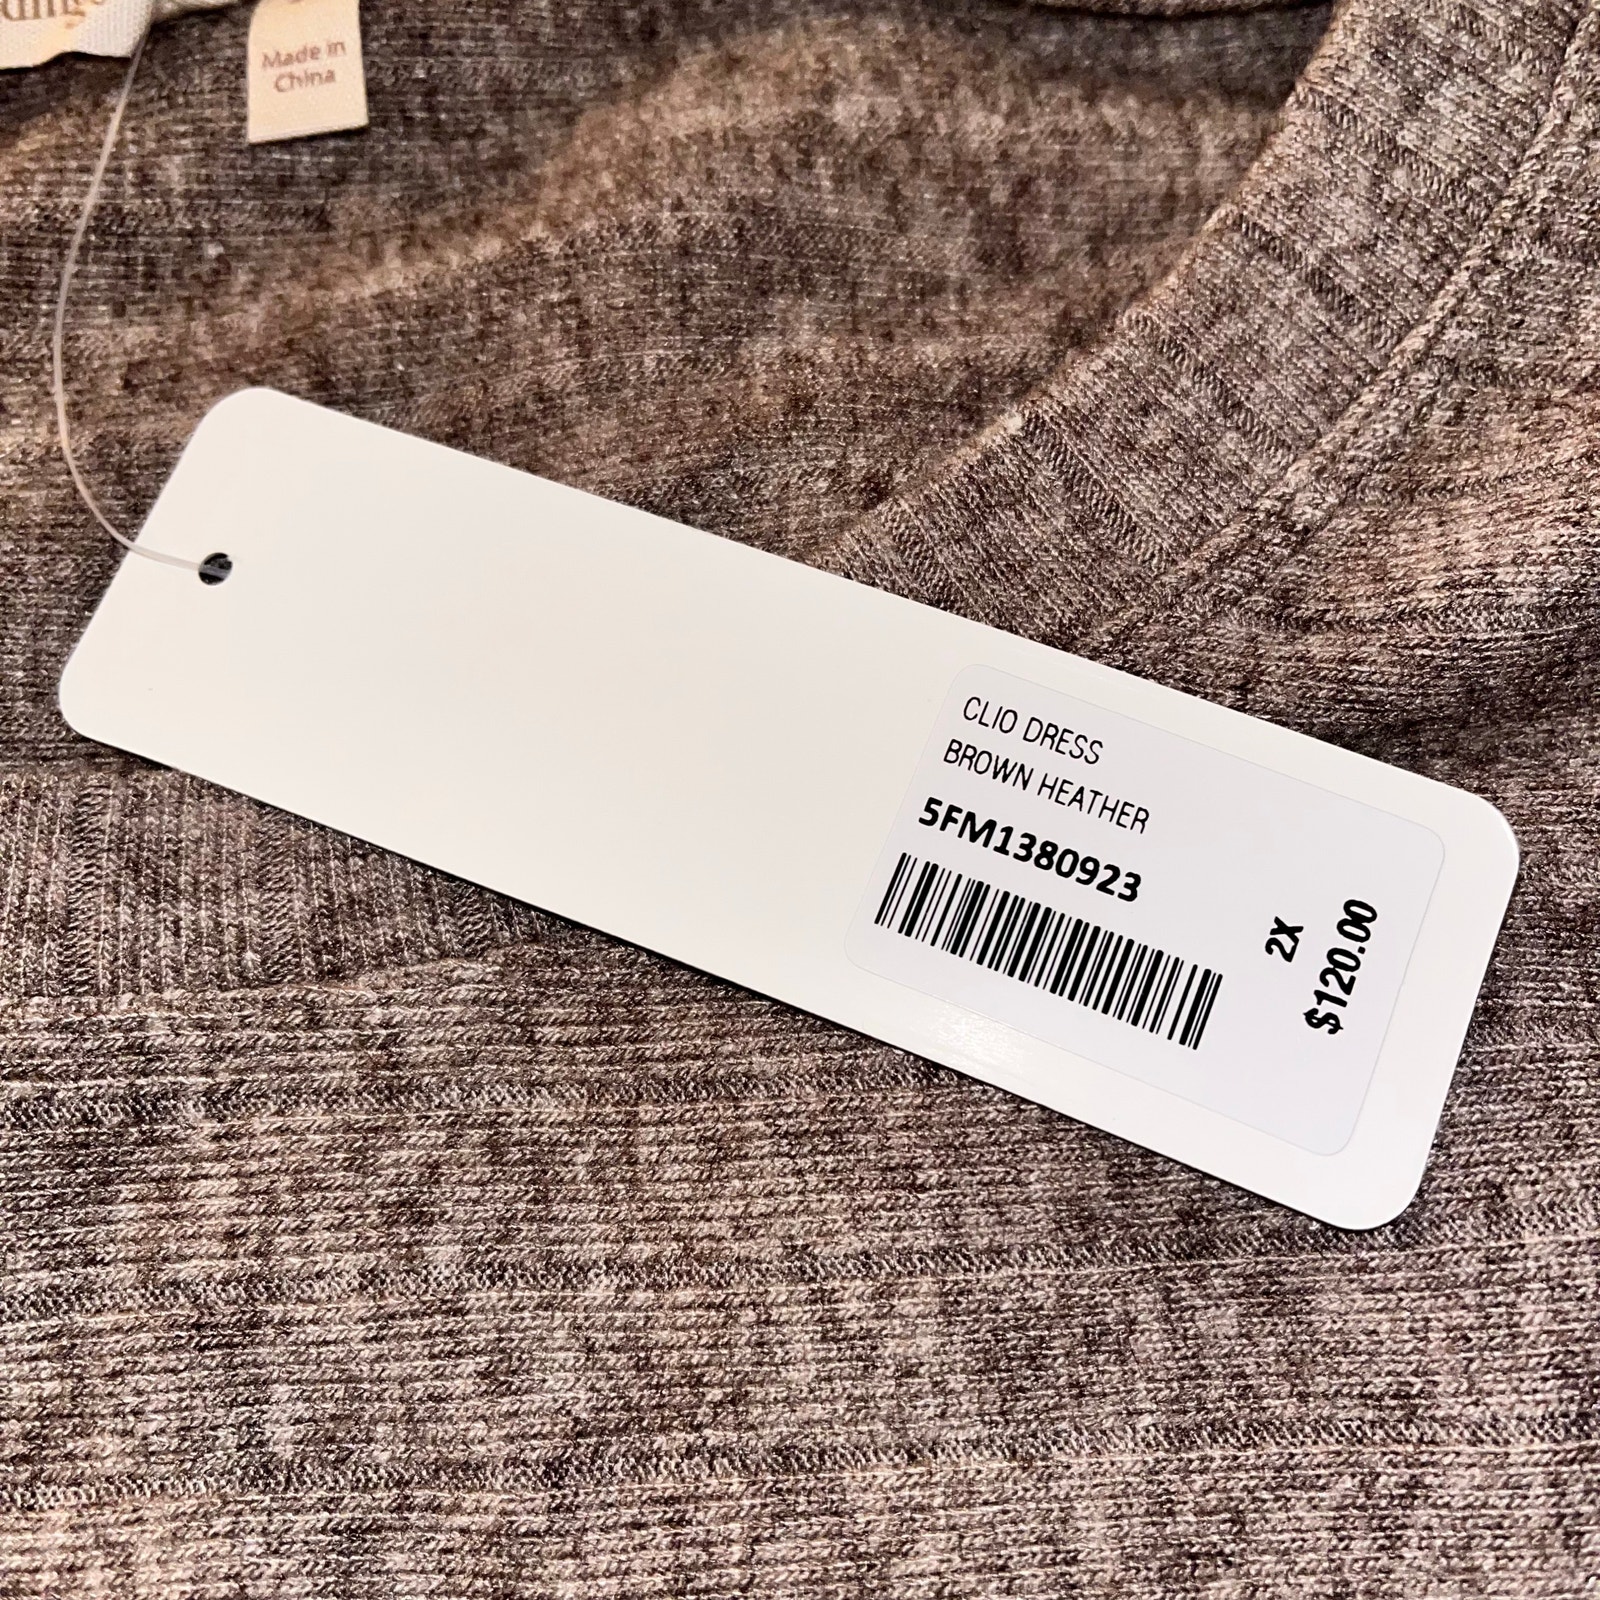 Made in
China
CLIO DRESS
BROWN HEATHER
5FM1380923
2X
$120.00